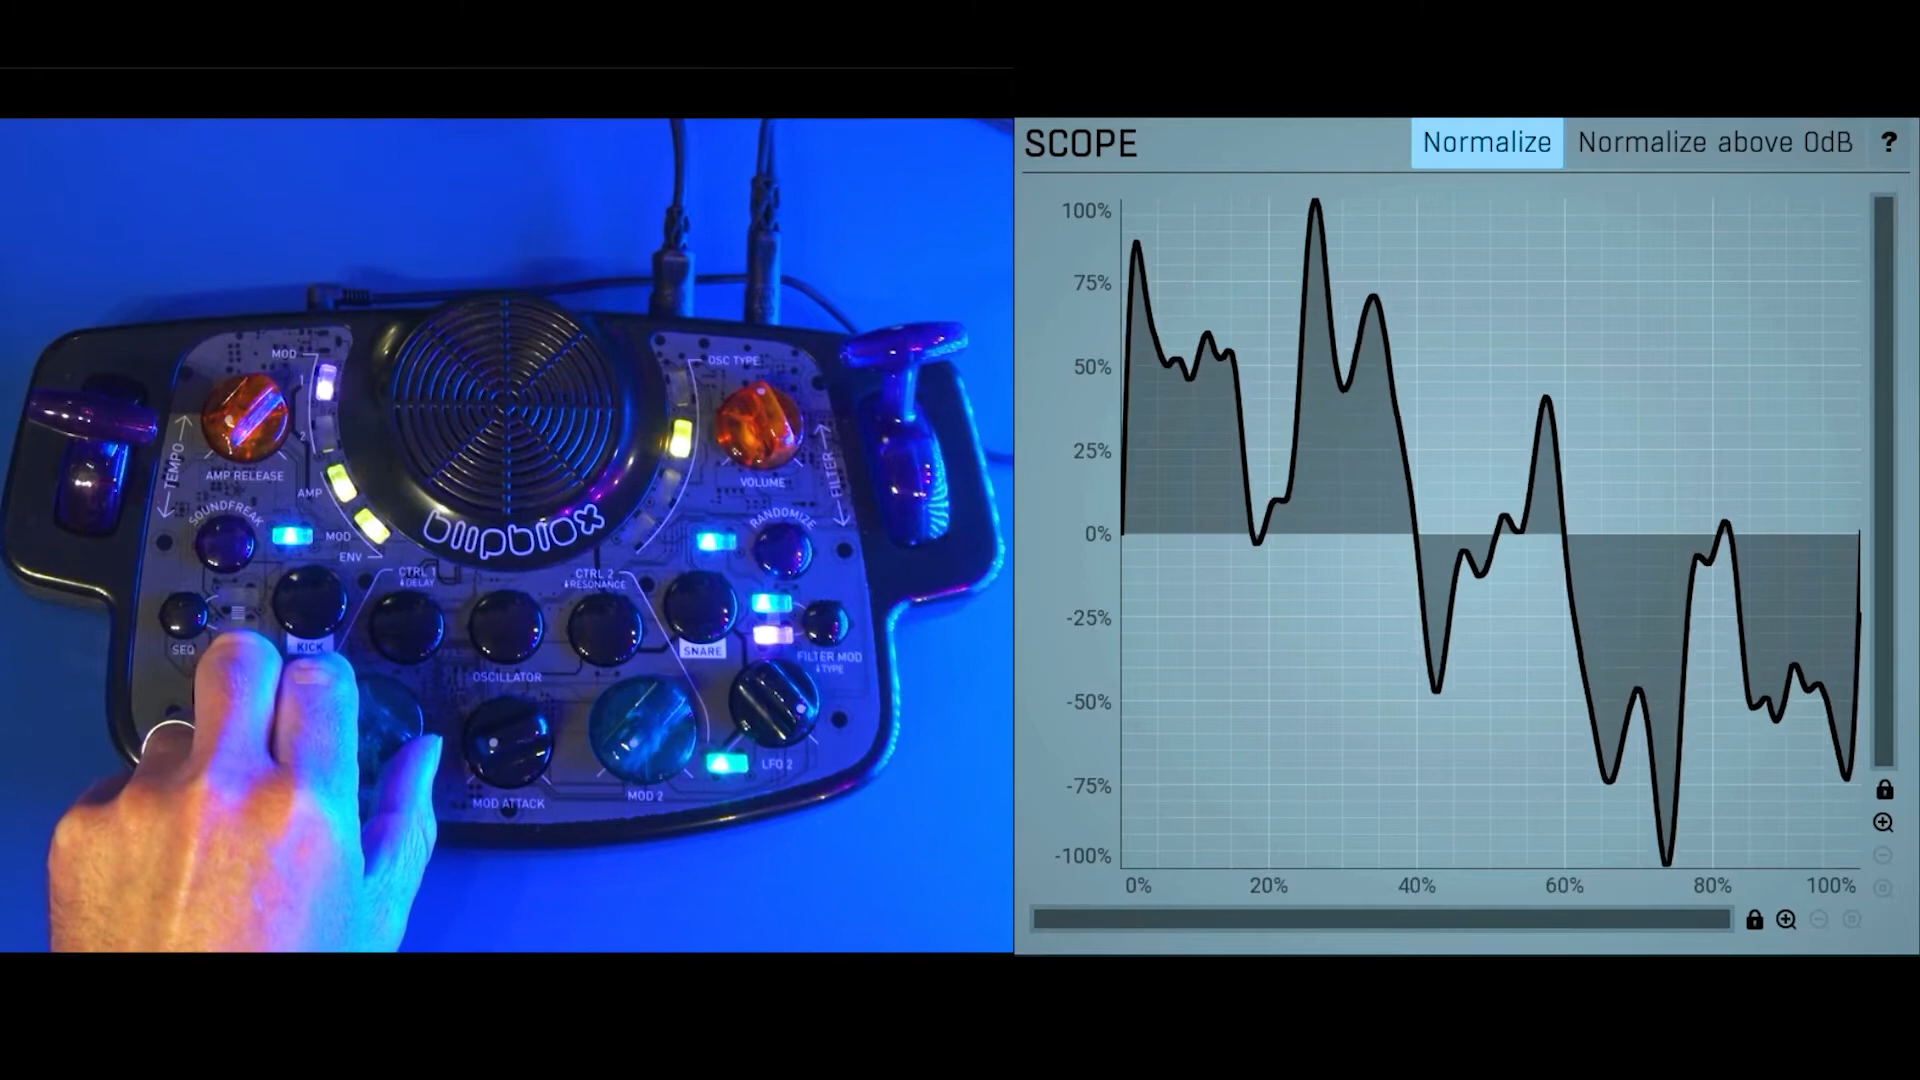 MOD
1
2
AMP
MOD
ENV
TEMPO
AMP RELEASE
SOUNDFREAK
SEQ
KICK
CTRL 1
DELAY
blipblox
OSCILLATOR
CTRL 2
RESONANCE
SNARE
MOD ATTACK
MOD 2
LFO 2
OSC TYPE
VOLUME
FILTER
RANDOMIZE
FILTER MOD
TYPE
SCOPE
Normalize
Normalize above 0dB
?
100%
75%
50%
25%
0%
-25%
-50%
-75%
-100%
0%
20%
40%
60%
80%
100%